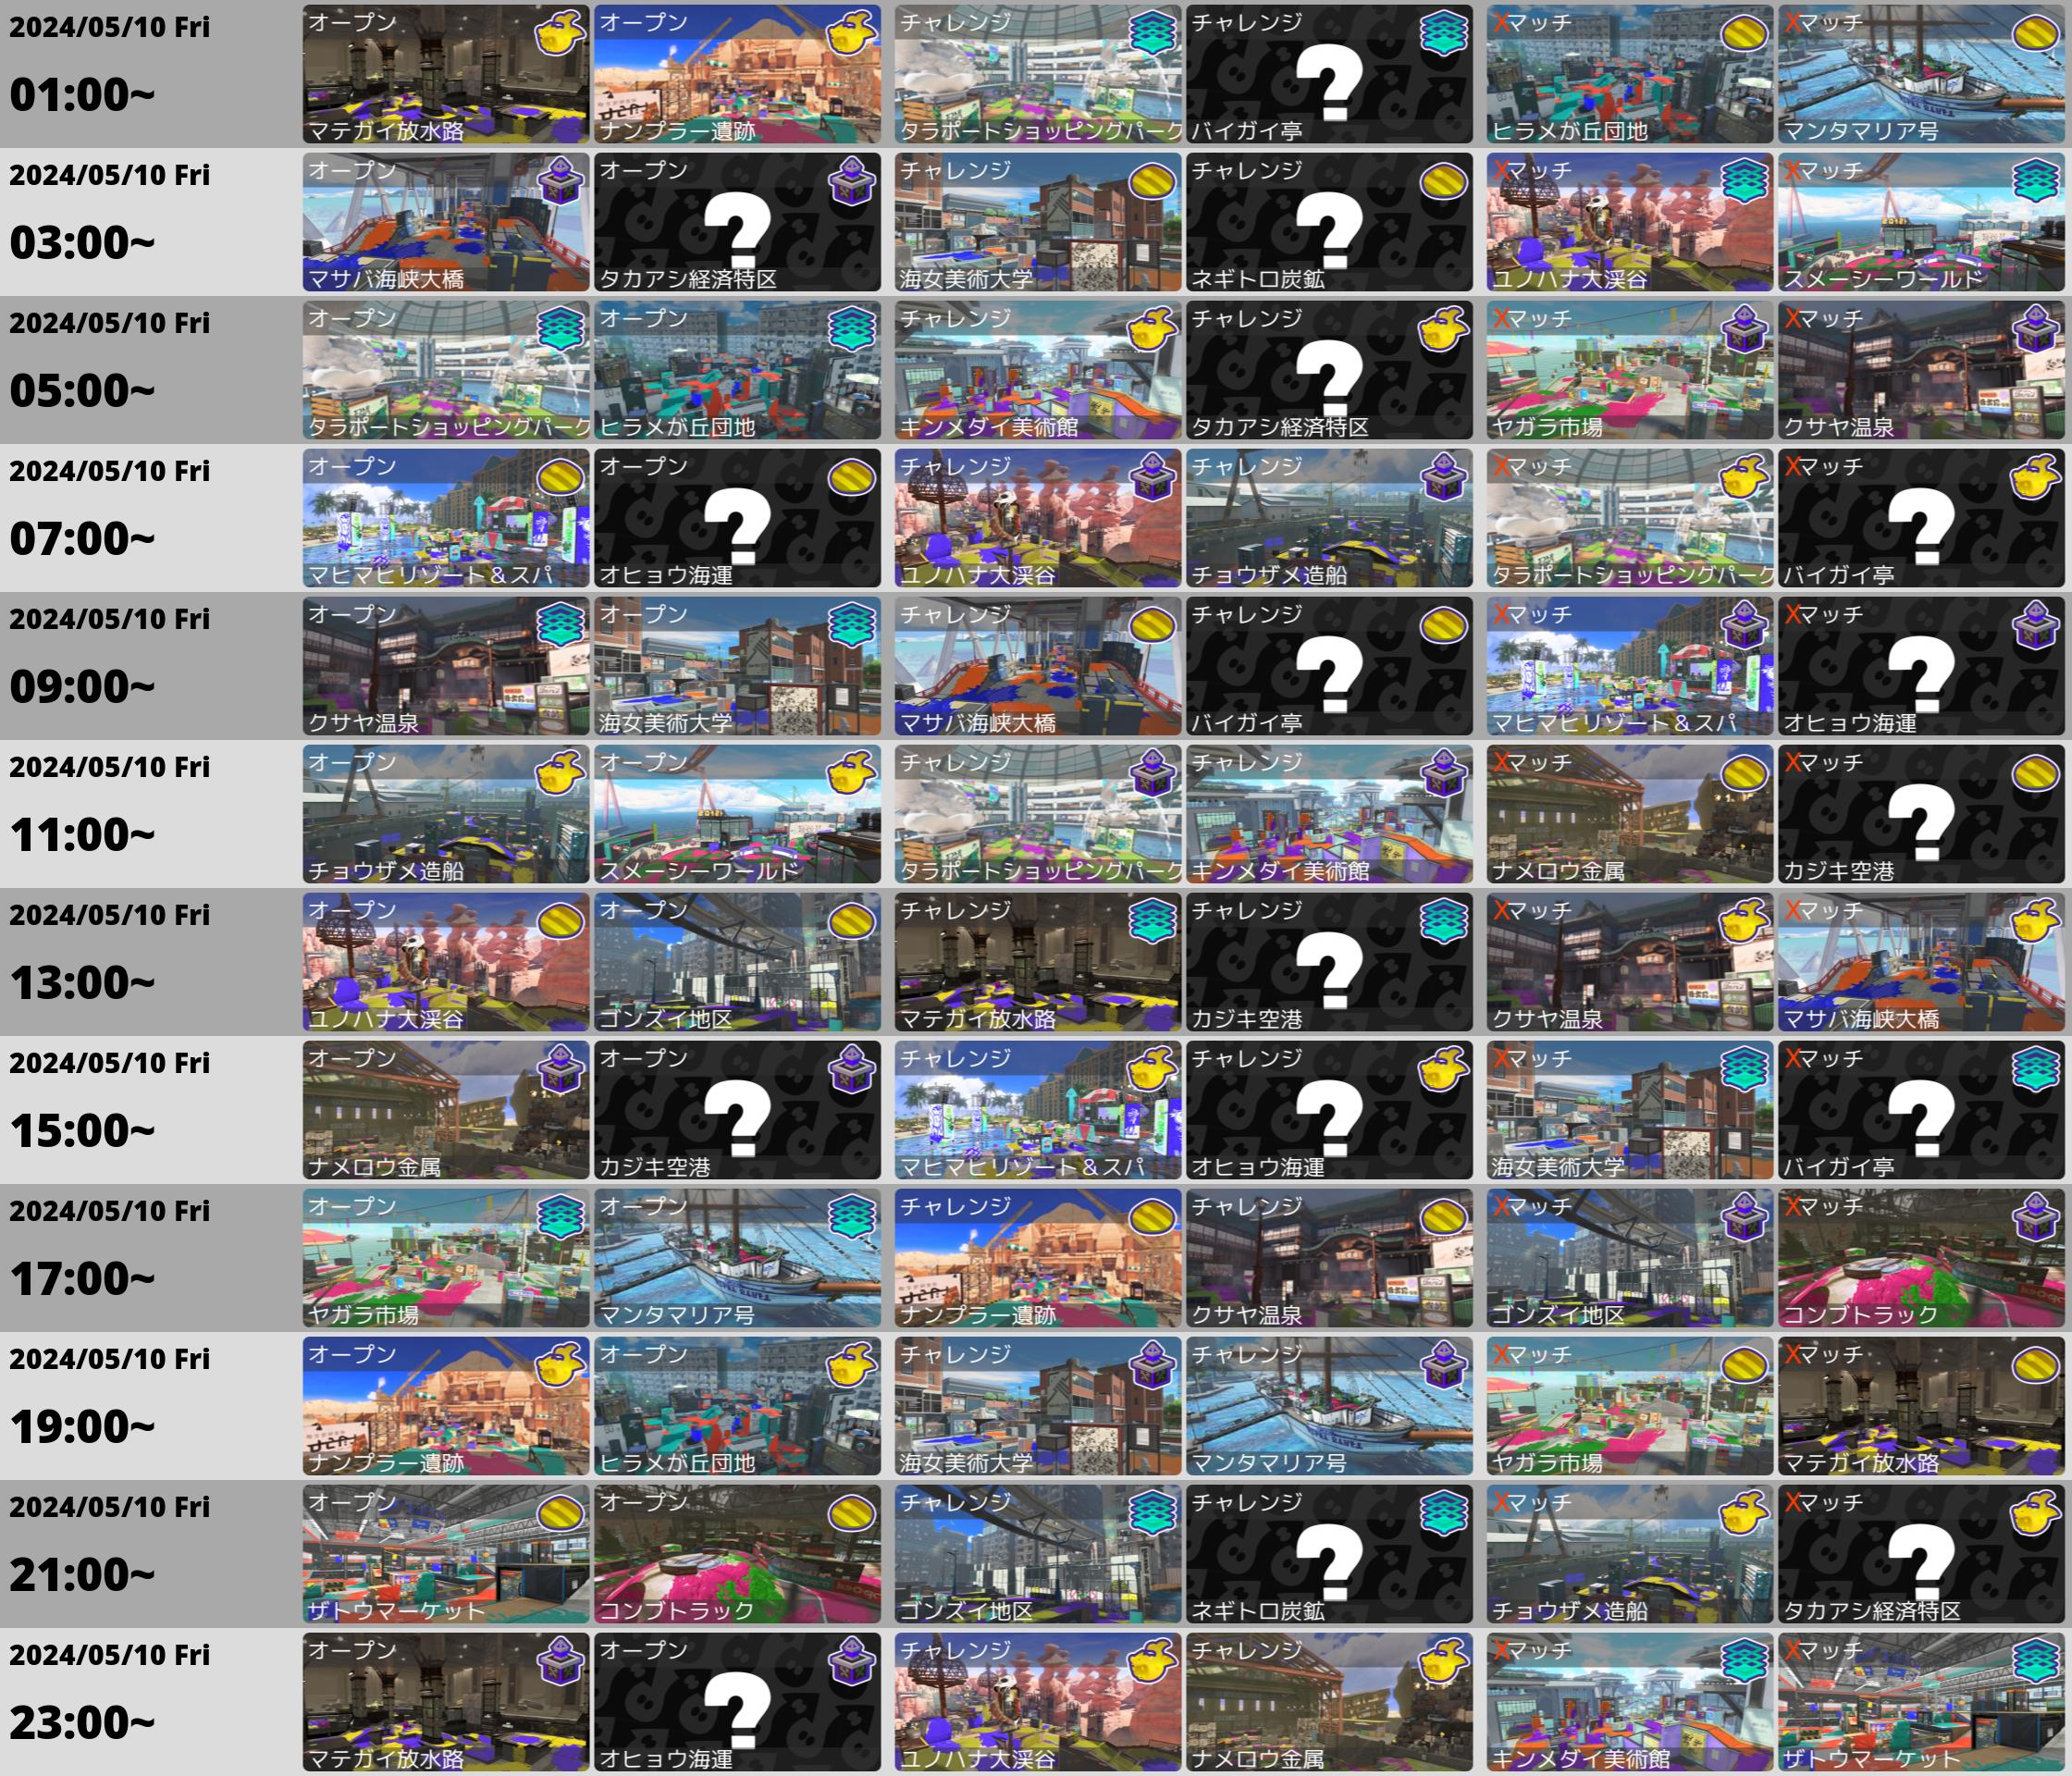 2024/05/10 Fri
01:00~
オープン オープン チャレンジ チャレンジ Xマッチ Xマッチ
マテガイ放水路 ナンプラー遺跡 タラポートショッピングパーク バイガイ亭 ヒラメが丘団地 マンタマリア号
2024/05/10 Fri
03:00~
オープン オープン チャレンジ チャレンジ Xマッチ Xマッチ
マサバ海峡大橋 タカアシ経済特区 海女美術大学 ネギトロ炭鉱 ユノハナ大渓谷 スメーシーワールド
2024/05/10 Fri
05:00~
オープン オープン チャレンジ チャレンジ Xマッチ Xマッチ
タラポートショッピングパーク ヒラメが丘団地 キンメダイ美術館 タカアシ経済特区 ヤガラ市場 クサヤ温泉
2024/05/10 Fri
07:00~
オープン オープン チャレンジ チャレンジ Xマッチ Xマッチ
マヒマヒリゾート＆スパ オヒョウ海運 ユノハナ大渓谷 チョウザメ造船 タラポートショッピングパーク バイガイ亭
2024/05/10 Fri
09:00~
オープン オープン チャレンジ チャレンジ Xマッチ Xマッチ
クサヤ温泉 海女美術大学 マサバ海峡大橋 バイガイ亭 マヒマヒリゾート＆スパ オヒョウ海運
2024/05/10 Fri
11:00~
オープン オープン チャレンジ チャレンジ Xマッチ Xマッチ
チョウザメ造船 スメーシーワールド タラポートショッピングパーク キンメダイ美術館 ナメロウ金属 カジキ空港
2024/05/10 Fri
13:00~
オープン オープン チャレンジ チャレンジ Xマッチ Xマッチ
ユノハナ大渓谷 ゴンズイ地区 マテガイ放水路 カジキ空港 クサヤ温泉 マサバ海峡大橋
2024/05/10 Fri
15:00~
オープン オープン チャレンジ チャレンジ Xマッチ Xマッチ
ナメロウ金属 カジキ空港 マヒマヒリゾート＆スパ オヒョウ海運 海女美術大学 バイガイ亭
2024/05/10 Fri
17:00~
オープン オープン チャレンジ チャレンジ Xマッチ Xマッチ
ヤガラ市場 マンタマリア号 ナンプラー遺跡 クサヤ温泉 ゴンズイ地区 コンブトラック
2024/05/10 Fri
19:00~
オープン オープン チャレンジ チャレンジ Xマッチ Xマッチ
ナンプラー遺跡 ヒラメが丘団地 海女美術大学 マンタマリア号 ヤガラ市場 マテガイ放水路
2024/05/10 Fri
21:00~
オープン オープン チャレンジ チャレンジ Xマッチ Xマッチ
ザトウマーケット コンブトラック ゴンズイ地区 ネギトロ炭鉱 チョウザメ造船 タカアシ経済特区
2024/05/10 Fri
23:00~
オープン オープン チャレンジ チャレンジ Xマッチ Xマッチ
マテガイ放水路 オヒョウ海運 ユノハナ大渓谷 ナメロウ金属 キンメダイ美術館 ザトウマーケット